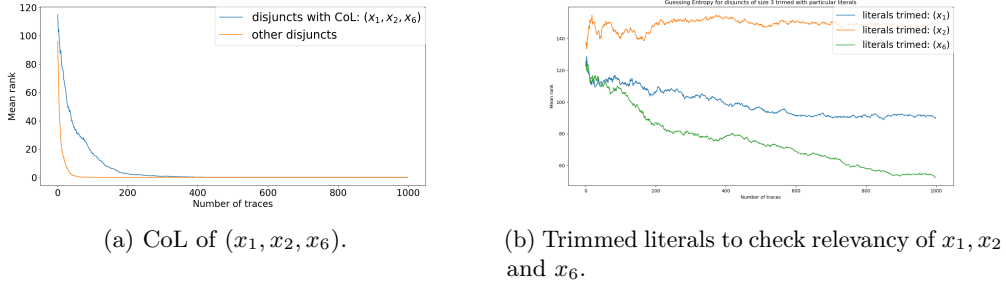 120
100
80
60
40
20
0
Mean rank
0 200 400 600 800 1000
Number of traces
disjuncts with CoL: (x₁, x₂, x₆)
other disjuncts
(a) CoL of (x₁, x₂, x₆).
Guessing Entropy for disjuncts of size 3 trimed with particular literals
140
120
100
80
60
Mean rank
0 200 400 600 800 1000
Number of traces
literals trimed: (x₁)
literals trimed: (x₂)
literals trimed: (x₆)
(b) Trimmed literals to check relevancy of x₁, x₂
and x₆.